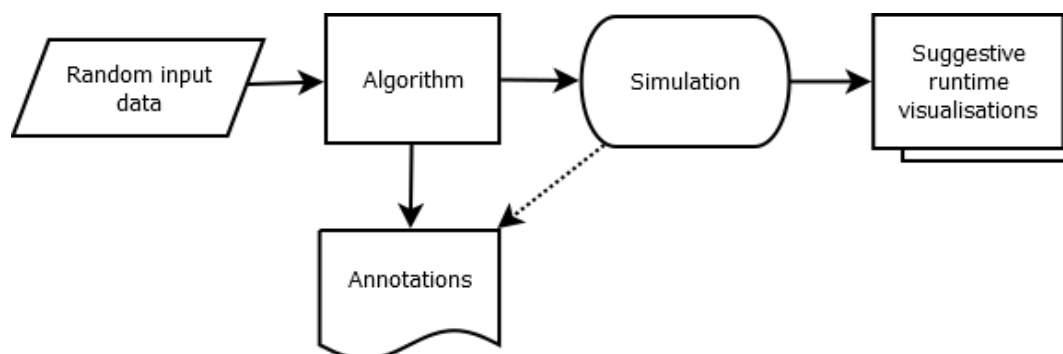 Random input
data
Algorithm
Simulation
Suggestive
runtime
visualisations
Annotations